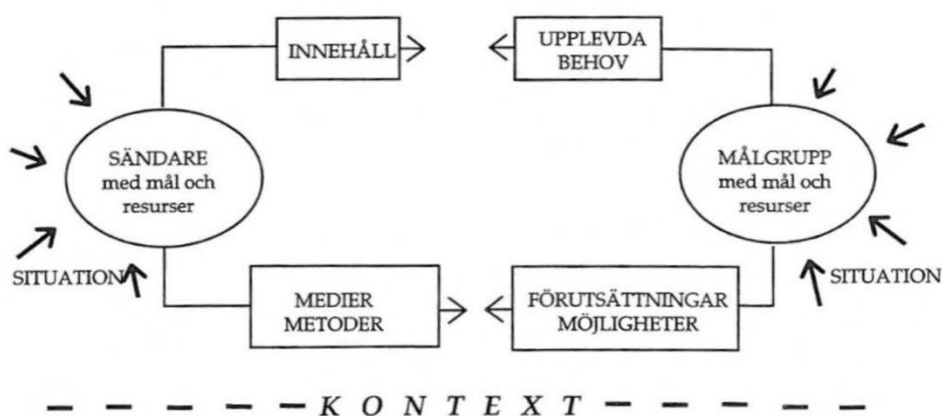 INNEHÅLL
UPPLEVDA
BEHOV
SÄNDARE
med mål och
resurser
MÅLGRUPP
med mål och
resurser
SITUATION
SITUATION
MEDIER
METODER
FÖRUTSÄTTNINGAR
MÖJLIGHETER
KONTEXT